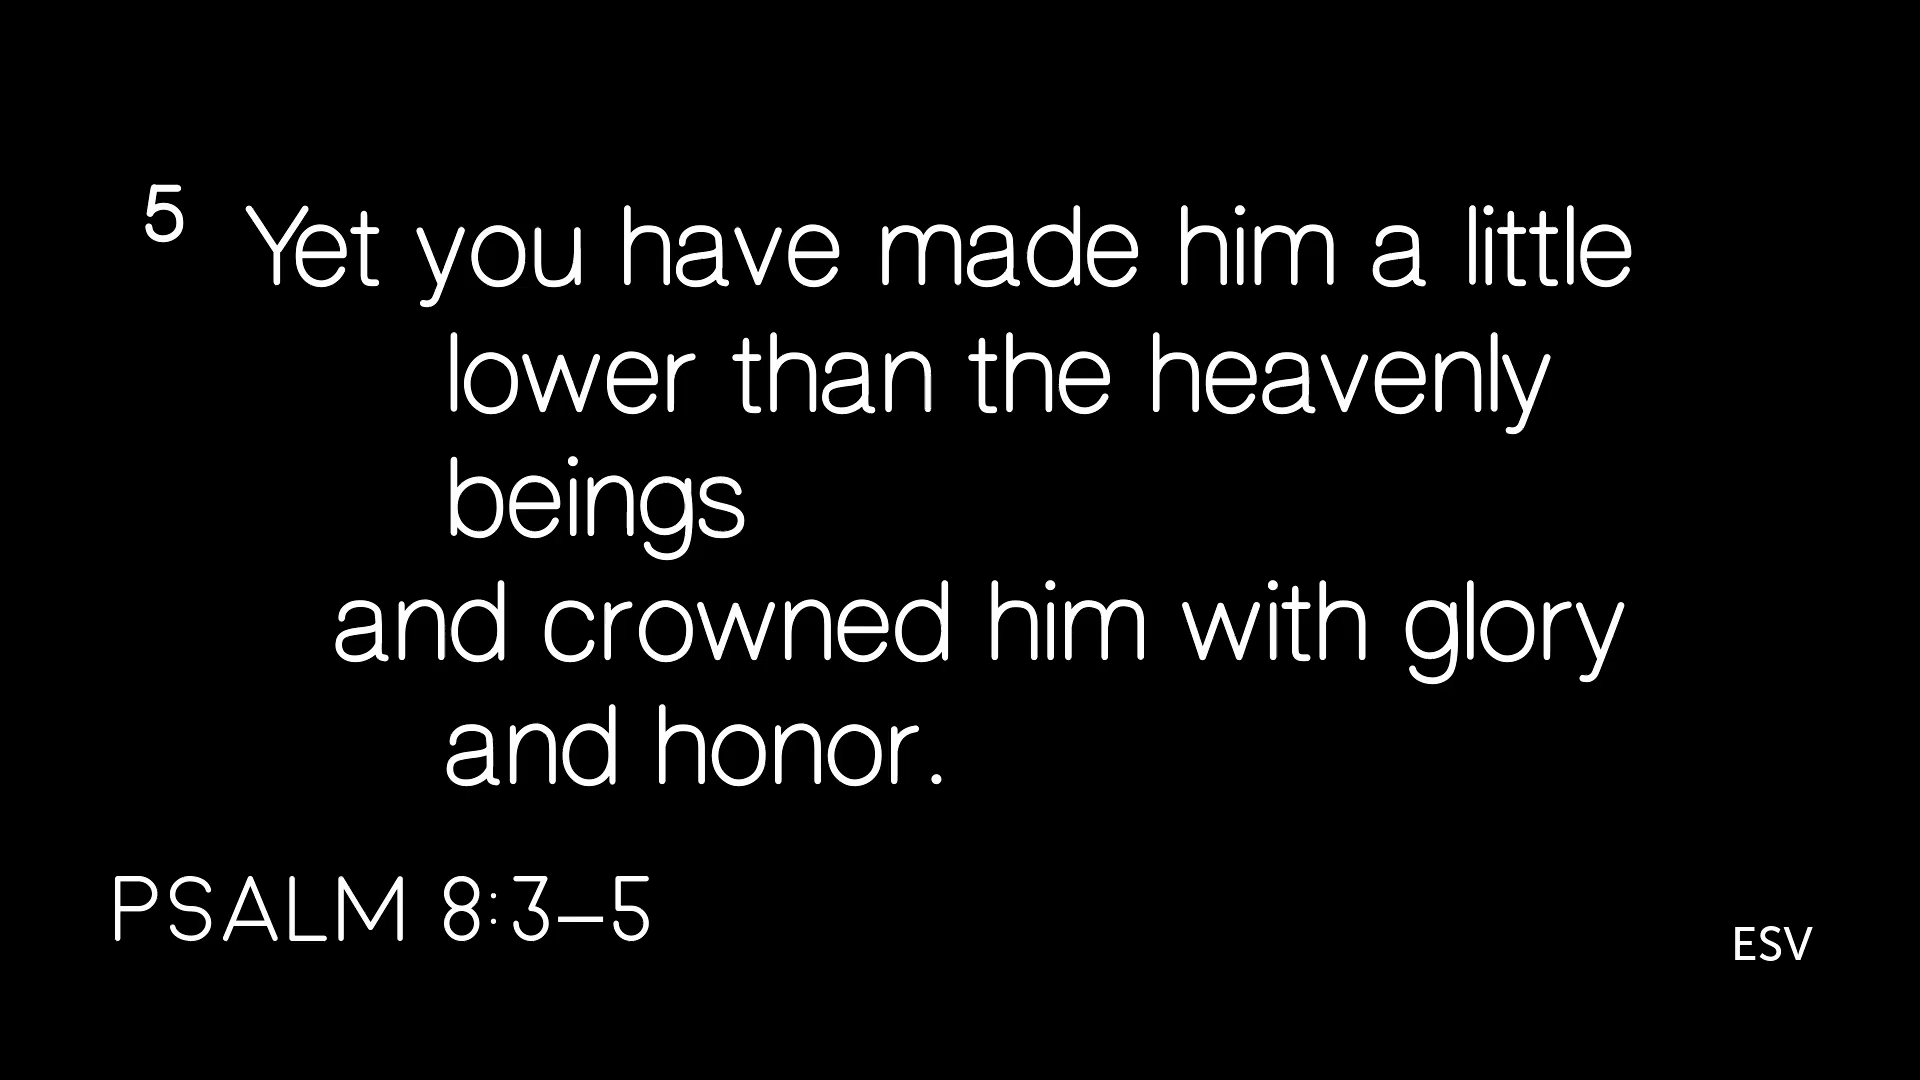 5 Yet you have made him a little
lower than the heavenly
beings
and crowned him with glory
and honor.
PSALM 8:3–5
ESV